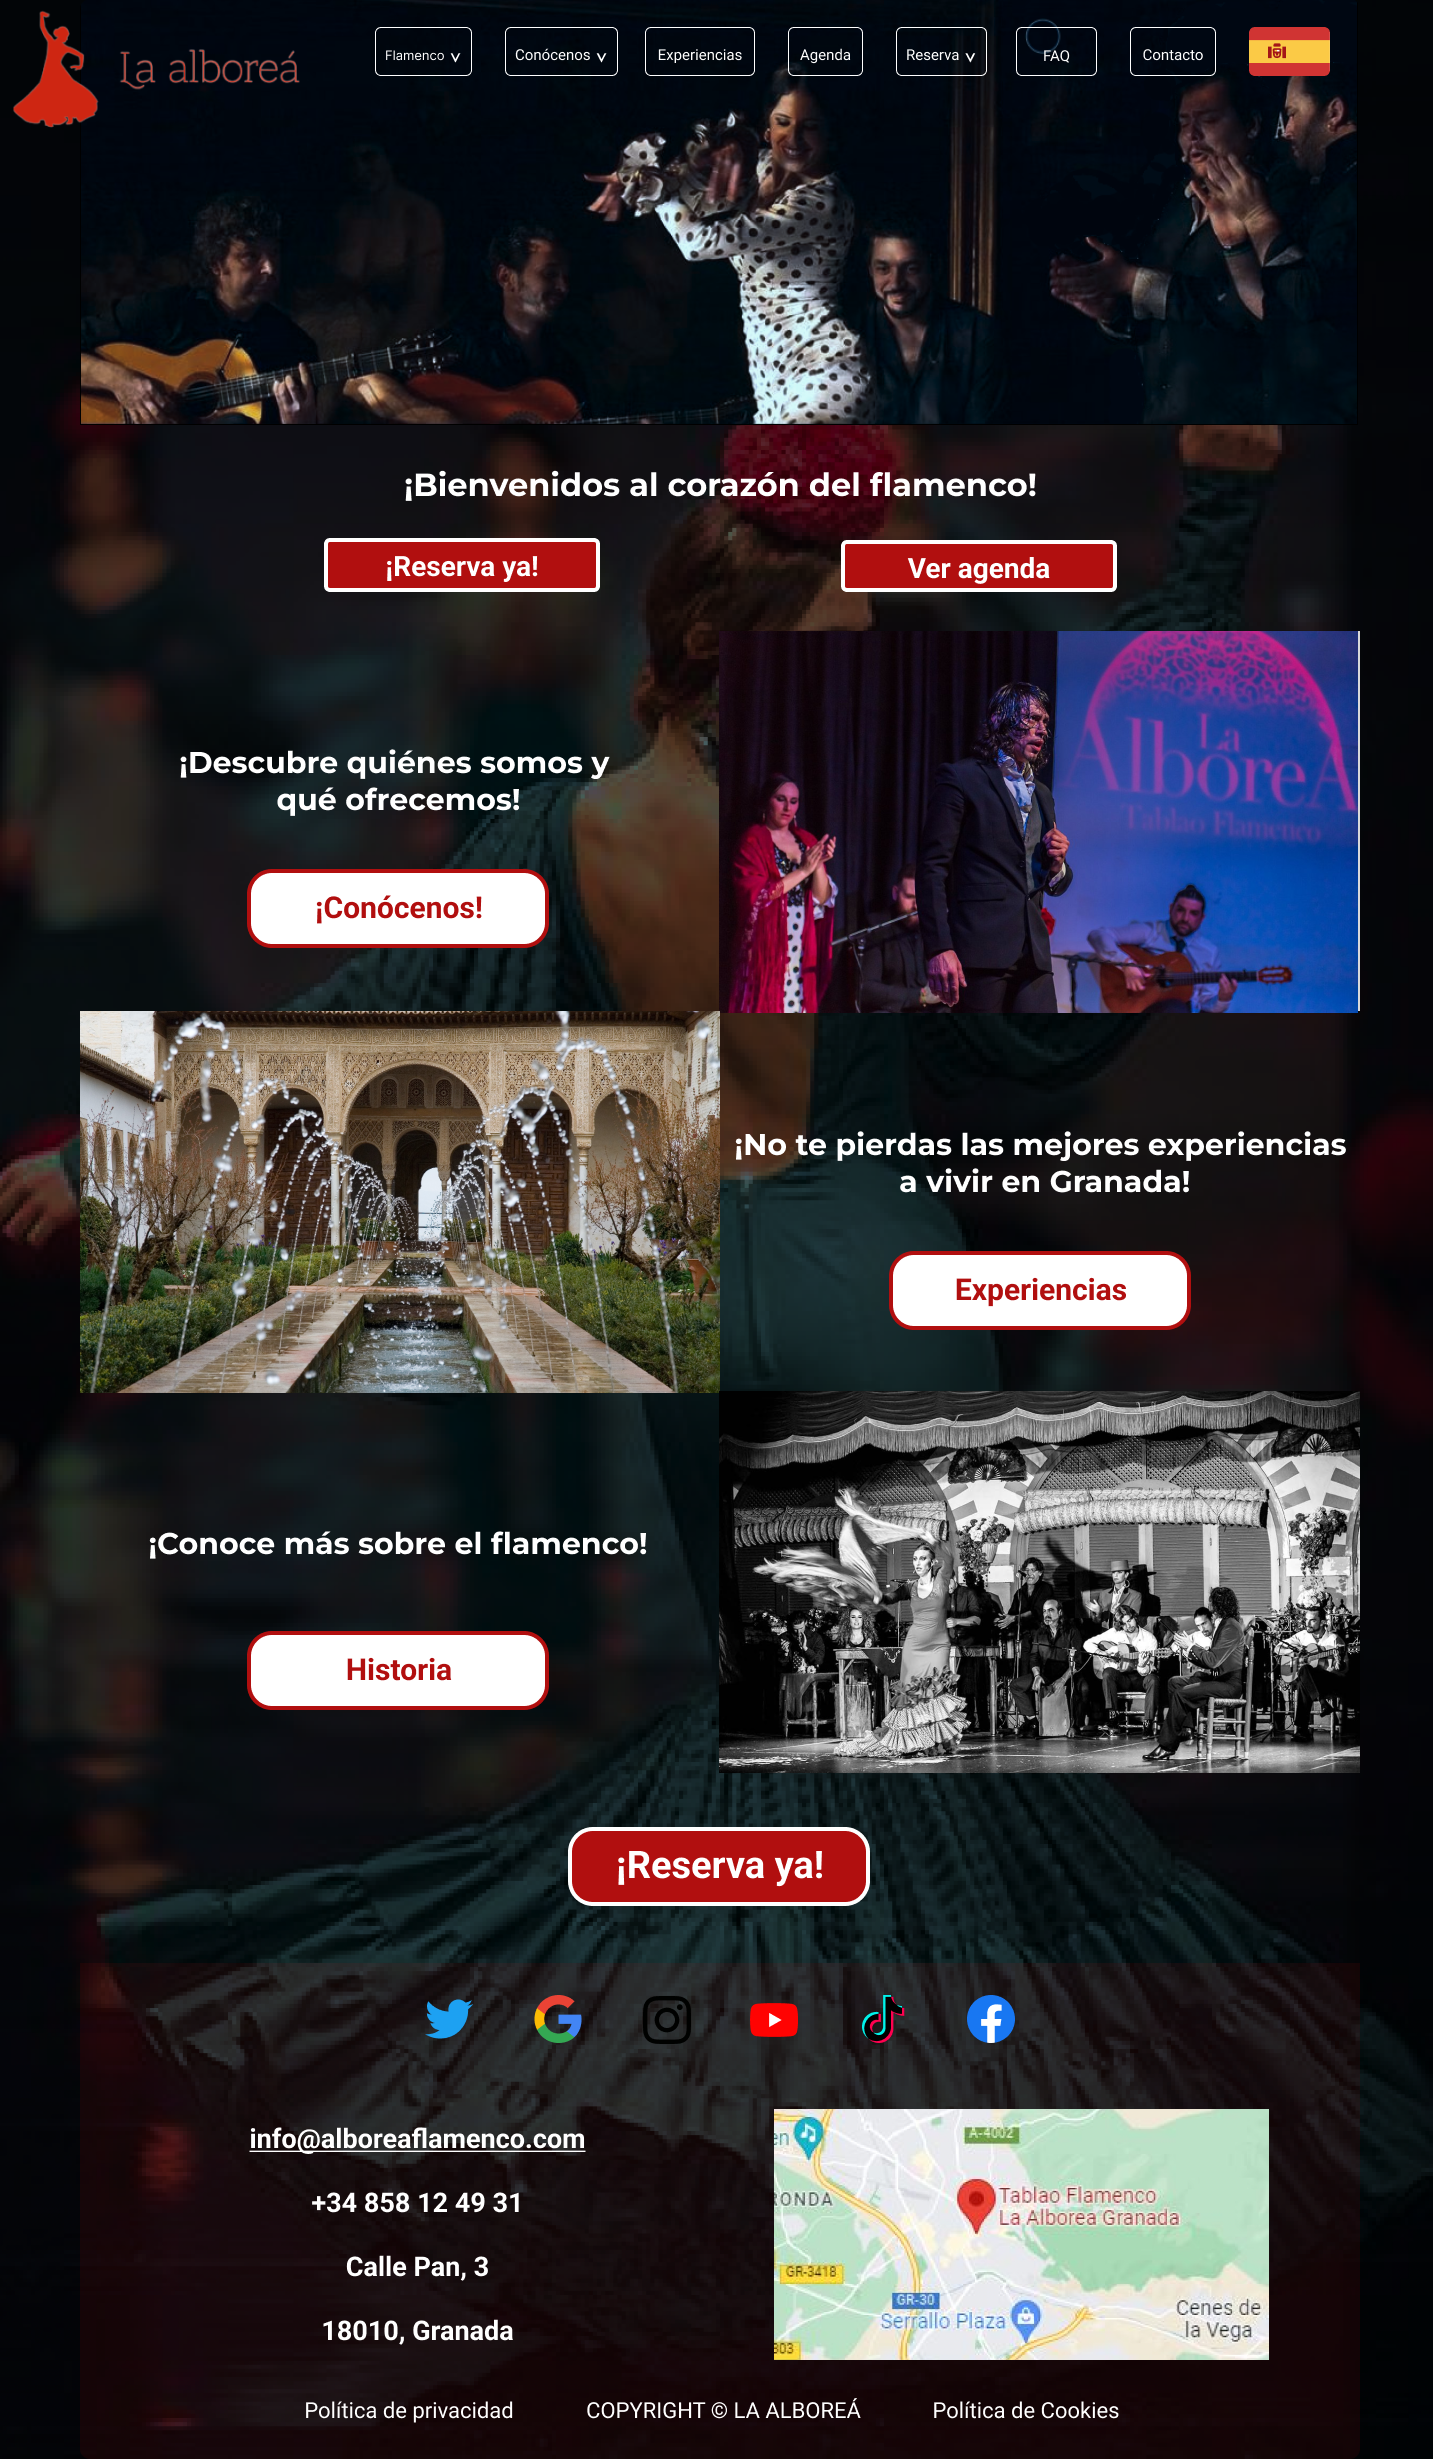 La alboreá
Flamenco
Conócenos
Experiencias
Agenda
Reserva
FAQ
Contacto
¡Bienvenidos al corazón del flamenco!
¡Reserva ya!
Ver agenda
La
AlboreA
Tablao Flamenco
¡Descubre quiénes somos y
qué ofrecemos!
¡Conócenos!
¡No te pierdas las mejores experiencias
a vivir en Granada!
Experiencias
¡Conoce más sobre el flamenco!
Historia
¡Reserva ya!
info@alboreaflamenco.com
+34 858 12 49 31
Calle Pan, 3
18010, Granada
en
A-4002
RONDA
Tablao Flamenco
La Alborea Granada
GR-3418
GR-30
Serrallo Plaza
Cenes de
la Vega
303
Política de privacidad
COPYRIGHT © LA ALBOREÁ
Política de Cookies